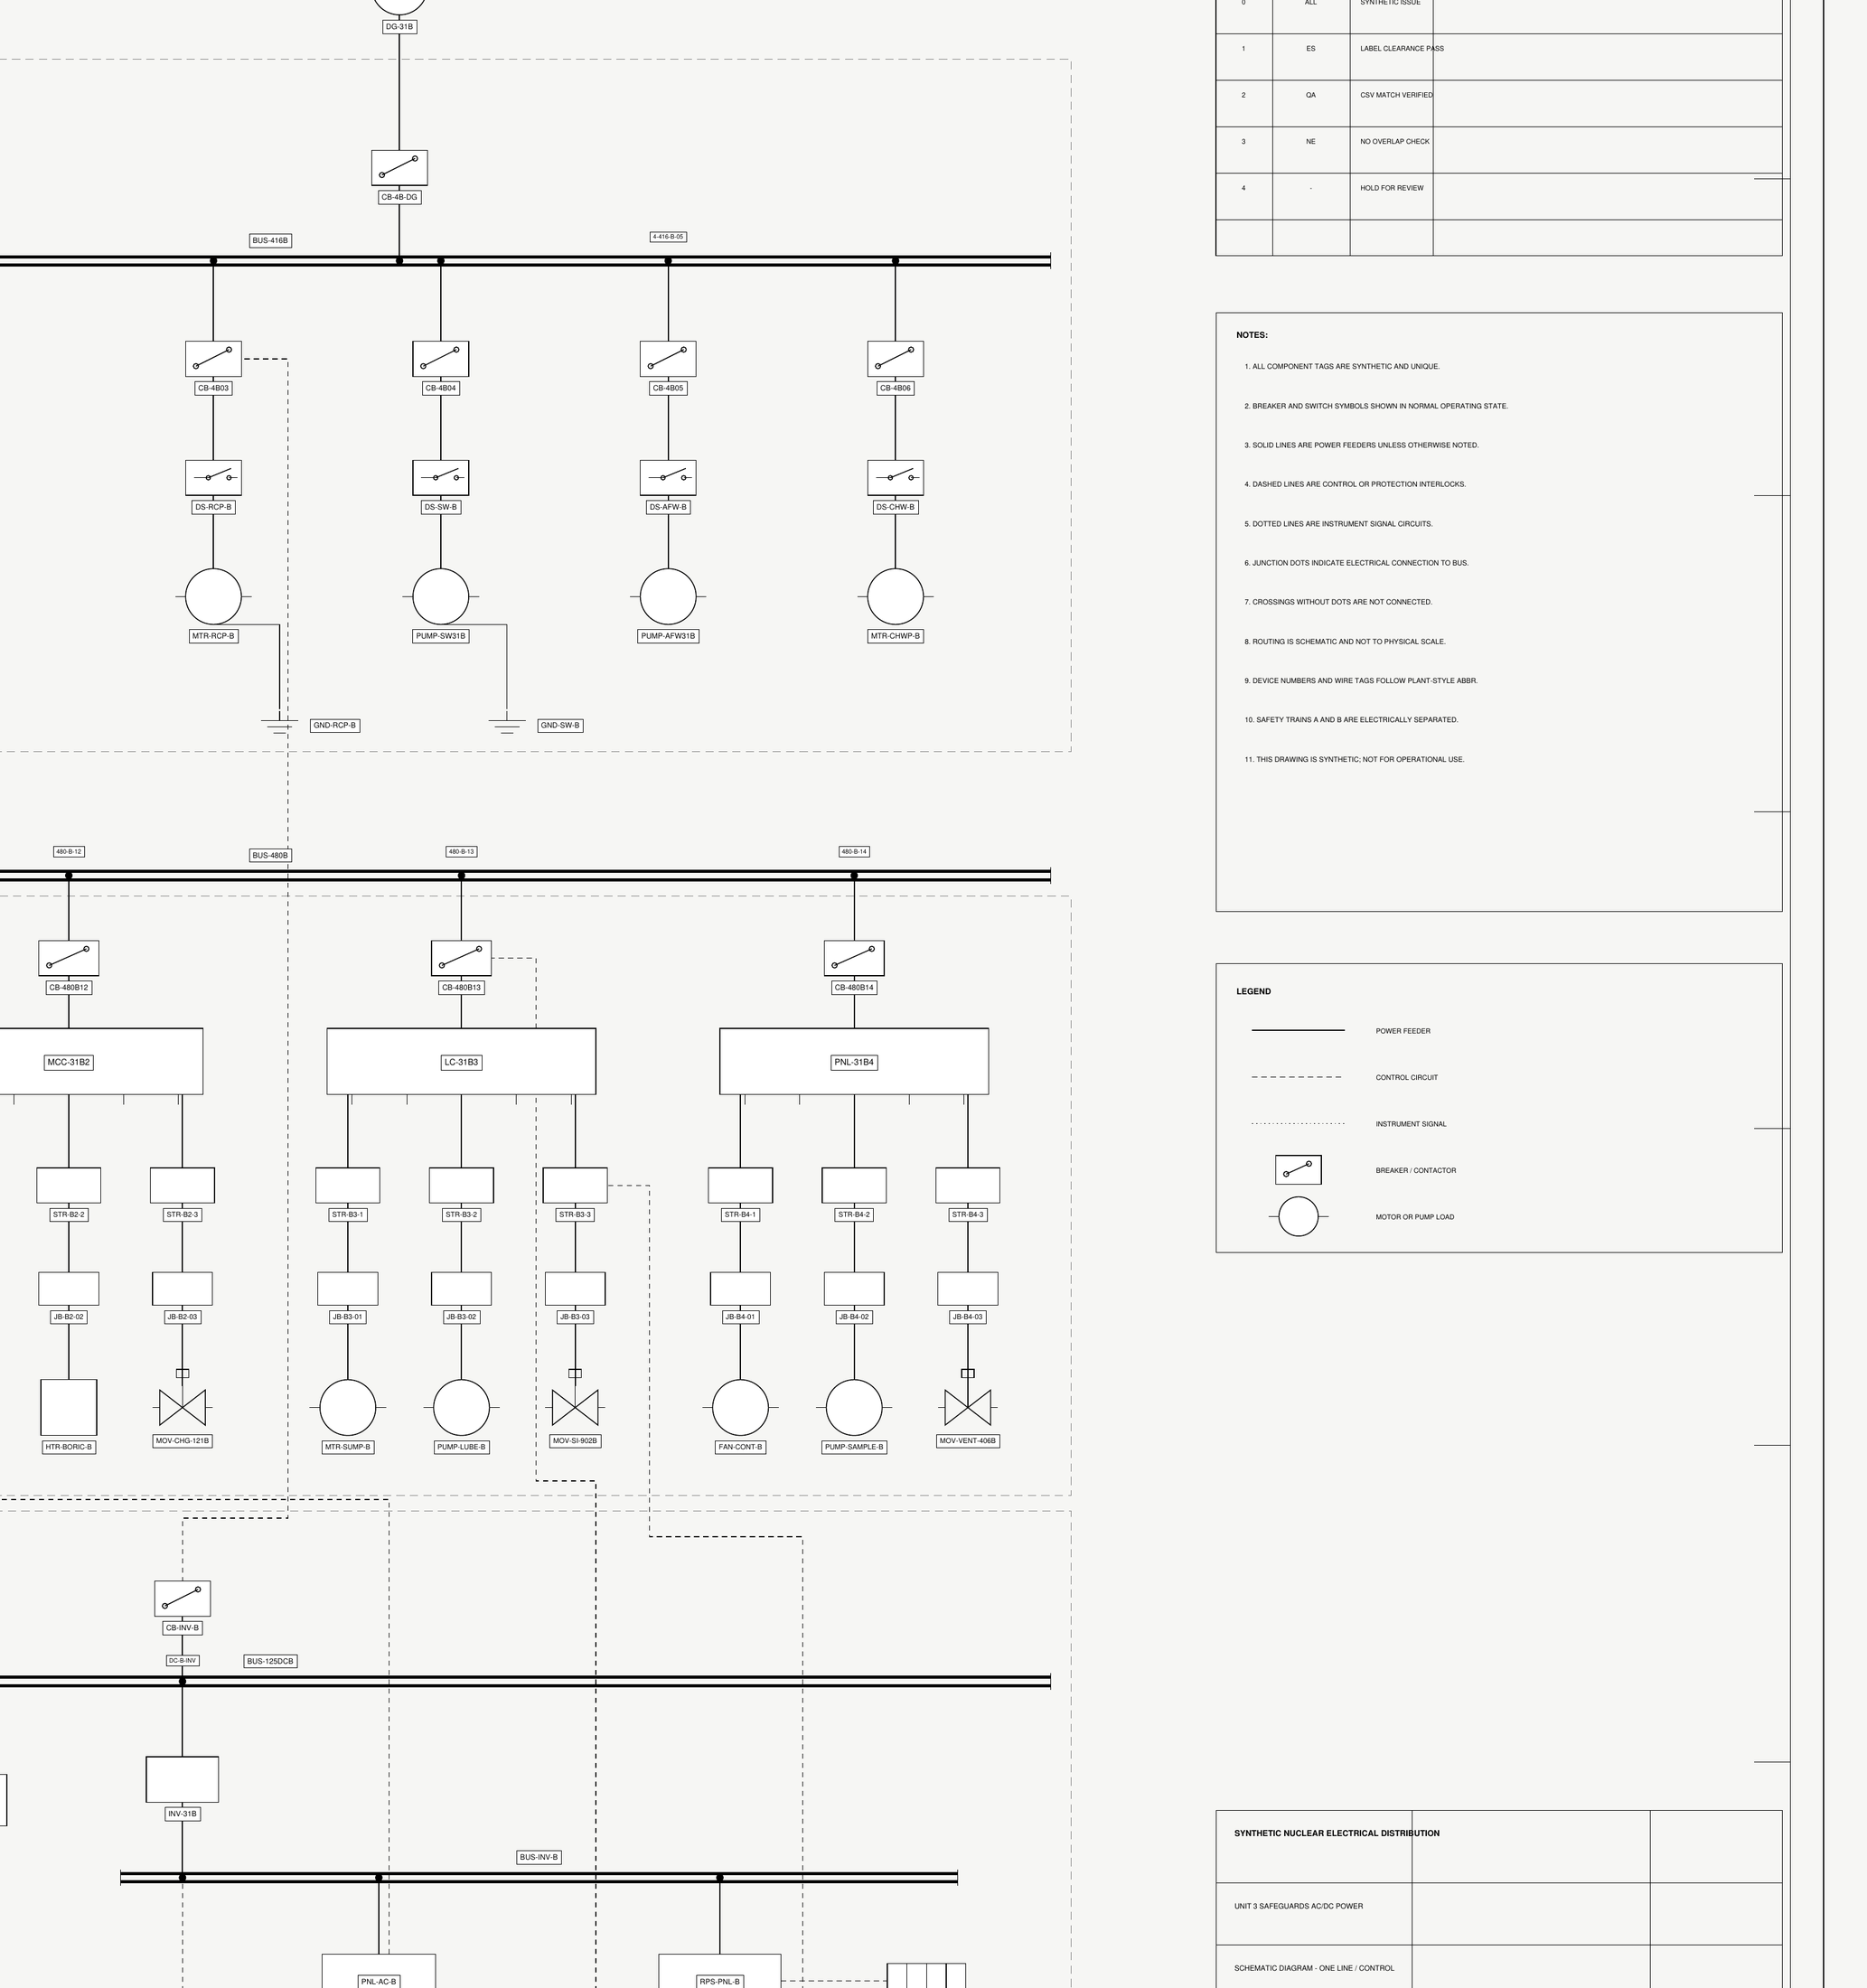 DG-31B
CB-4B-DG
BUS-416B
4-416-B-05
CB-4B03
CB-4B04
CB-4B05
CB-4B06
DS-RCP-B
DS-SW-B
DS-AFW-B
DS-CHW-B
MTR-RCP-B
PUMP-SW31B
PUMP-AFW31B
MTR-CHWP-B
GND-RCP-B
GND-SW-B
480-B-12
BUS-480B
480-B-13
480-B-14
CB-480B12
CB-480B13
CB-480B14
MCC-31B2
LC-31B3
PNL-31B4
STR-B2-2
STR-B2-3
STR-B3-1
STR-B3-2
STR-B3-3
STR-B4-1
STR-B4-2
STR-B4-3
JB-B2-02
JB-B2-03
JB-B3-01
JB-B3-02
JB-B3-03
JB-B4-01
JB-B4-02
JB-B4-03
HTR-BORIC-B
MOV-CHG-121B
MTR-SUMP-B
PUMP-LUBE-B
MOV-SI-902B
FAN-CONT-B
PUMP-SAMPLE-B
MOV-VENT-406B
CB-INV-B
DC-B-INV
BUS-125DCB
INV-31B
BUS-INV-B
PNL-AC-B
RPS-PNL-B
0 ALL SYNTHETIC ISSUE
1 ES LABEL CLEARANCE PASS
2 QA CSV MATCH VERIFIED
3 NE NO OVERLAP CHECK
4 - HOLD FOR REVIEW
NOTES:
1. ALL COMPONENT TAGS ARE SYNTHETIC AND UNIQUE.
2. BREAKER AND SWITCH SYMBOLS SHOWN IN NORMAL OPERATING STATE.
3. SOLID LINES ARE POWER FEEDERS UNLESS OTHERWISE NOTED.
4. DASHED LINES ARE CONTROL OR PROTECTION INTERLOCKS.
5. DOTTED LINES ARE INSTRUMENT SIGNAL CIRCUITS.
6. JUNCTION DOTS INDICATE ELECTRICAL CONNECTION TO BUS.
7. CROSSINGS WITHOUT DOTS ARE NOT CONNECTED.
8. ROUTING IS SCHEMATIC AND NOT TO PHYSICAL SCALE.
9. DEVICE NUMBERS AND WIRE TAGS FOLLOW PLANT-STYLE ABBR.
10. SAFETY TRAINS A AND B ARE ELECTRICALLY SEPARATED.
11. THIS DRAWING IS SYNTHETIC; NOT FOR OPERATIONAL USE.
LEGEND
POWER FEEDER
CONTROL CIRCUIT
INSTRUMENT SIGNAL
BREAKER / CONTACTOR
MOTOR OR PUMP LOAD
SYNTHETIC NUCLEAR ELECTRICAL DISTRIBUTION
UNIT 3 SAFEGUARDS AC/DC POWER
SCHEMATIC DIAGRAM - ONE LINE / CONTROL